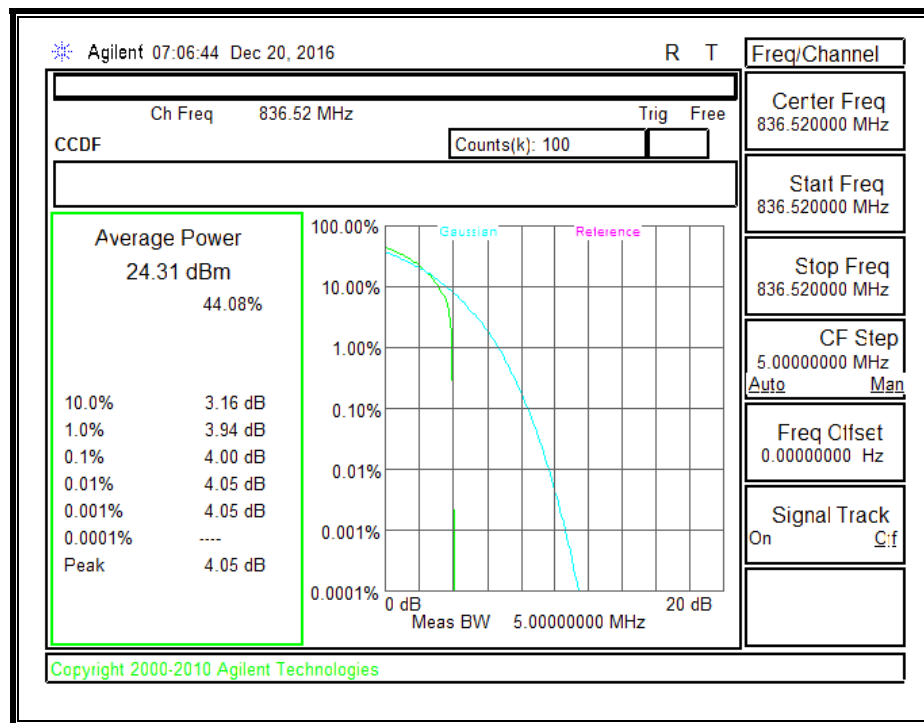 Agilent 07:06:44 Dec 20, 2016 R T
Ch Freq 836.52 MHz Trig Free
CCDF Counts(k): 100
Average Power
24.31 dBm
44.08%
10.0% 3.16 dB
1.0% 3.94 dB
0.1% 4.00 dB
0.01% 4.05 dB
0.001% 4.05 dB
0.0001% ----
Peak 4.05 dB
Gaussian Reference
100.00%
10.00%
1.00%
0.10%
0.01%
0.001%
0.0001%
0 dB 20 dB
Meas BW 5.00000000 MHz
Freq/Channel
Center Freq
836.520000 MHz
Start Freq
836.520000 MHz
Stop Freq
836.520000 MHz
CF Step
5.00000000 MHz
Auto Man
Freq Offset
0.00000000 Hz
Signal Track
On Off
Copyright 2000-2010 Agilent Technologies